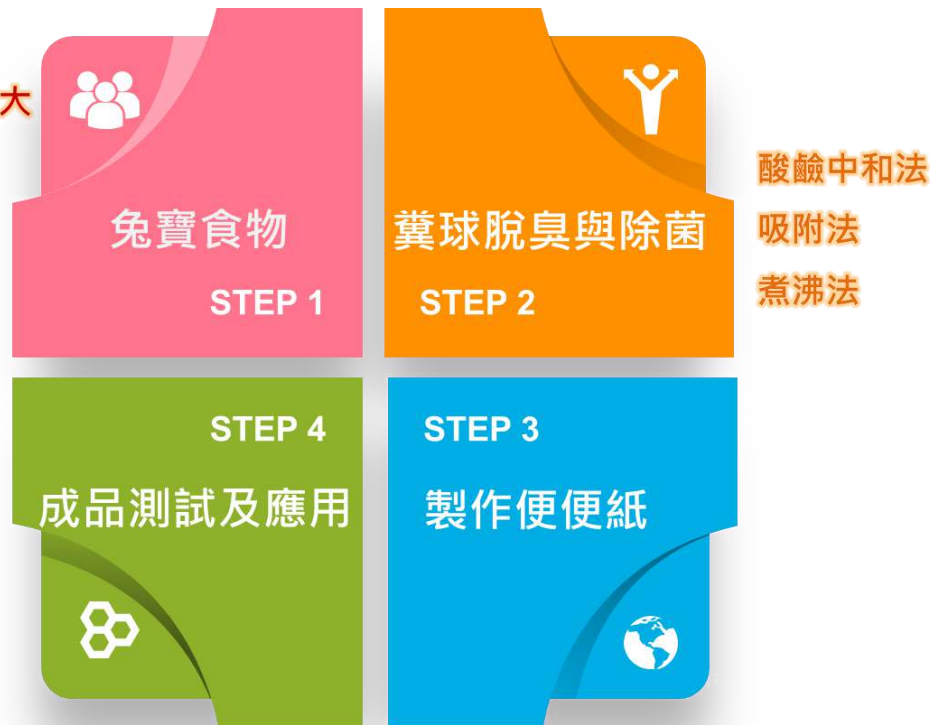 大
兔寶食物
STEP 1
糞球脫臭與除菌
STEP 2
酸鹼中和法
吸附法
煮沸法
STEP 4
成品測試及應用
STEP 3
製作便便紙